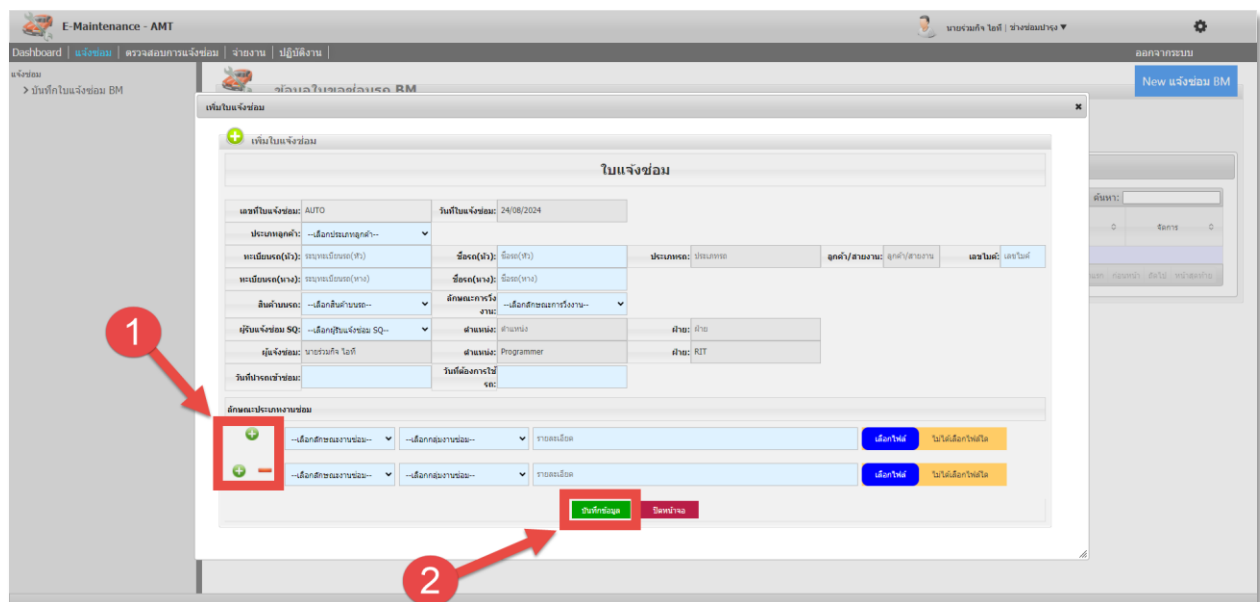 E-Maintenance - AMT
นายร่วมกิจ ไอที | ช่างซ่อมบำรุง ▼
Dashboard | แจ้งซ่อม | ตรวจสอบการแจ้งซ่อม | จ่ายงาน | ปฏิบัติงาน |
ออกจากระบบ
แจ้งซ่อม
> บันทึกใบแจ้งซ่อม BM
ข้อมูลใบขอซ่อมรถ BM
New แจ้งซ่อม BM
เพิ่มใบแจ้งซ่อม
เพิ่มใบแจ้งซ่อม
ใบแจ้งซ่อม
ค้นหา:
จัดการ
เลขที่ใบแจ้งซ่อม: AUTO วันที่ใบแจ้งซ่อม: 24/08/2024
ประเภทลูกค้า: --เลือกประเภทลูกค้า--
ทะเบียนรถ(หัว): ระบุทะเบียนรถ(หัว) ชื่อรถ(หัว): ชื่อรถ(หัว) ประเภทรถ: ประเภทรถ ลูกค้า/สายงาน: ลูกค้า/สายงาน เลขไมค์: เลขไมค์
ทะเบียนรถ(หาง): ระบุทะเบียนรถ(หาง) ชื่อรถ(หาง): ชื่อรถ(หาง)
สินค้าบนรถ: --เลือกสินค้าบนรถ-- ลักษณะการวิ่งงาน: --เลือกลักษณะการวิ่งงาน--
ผู้รับแจ้งซ่อม SQ: --เลือกผู้รับแจ้งซ่อม SQ-- ตำแหน่ง: ตำแหน่ง ฝ่าย: ฝ่าย
ผู้แจ้งซ่อม: นายร่วมกิจ ไอที ตำแหน่ง: Programmer ฝ่าย: RIT
วันที่นำรถเข้าซ่อม: วันที่ต้องการใช้รถ:
ลักษณะประเภทงานซ่อม
--เลือกลักษณะงานซ่อม-- --เลือกกลุ่มงานซ่อม-- รายละเอียด เลือกไฟล์ ไม่ได้เลือกไฟล์ใด
--เลือกลักษณะงานซ่อม-- --เลือกกลุ่มงานซ่อม-- รายละเอียด เลือกไฟล์ ไม่ได้เลือกไฟล์ใด
บันทึกข้อมูล ปิดหน้าจอ
1
2